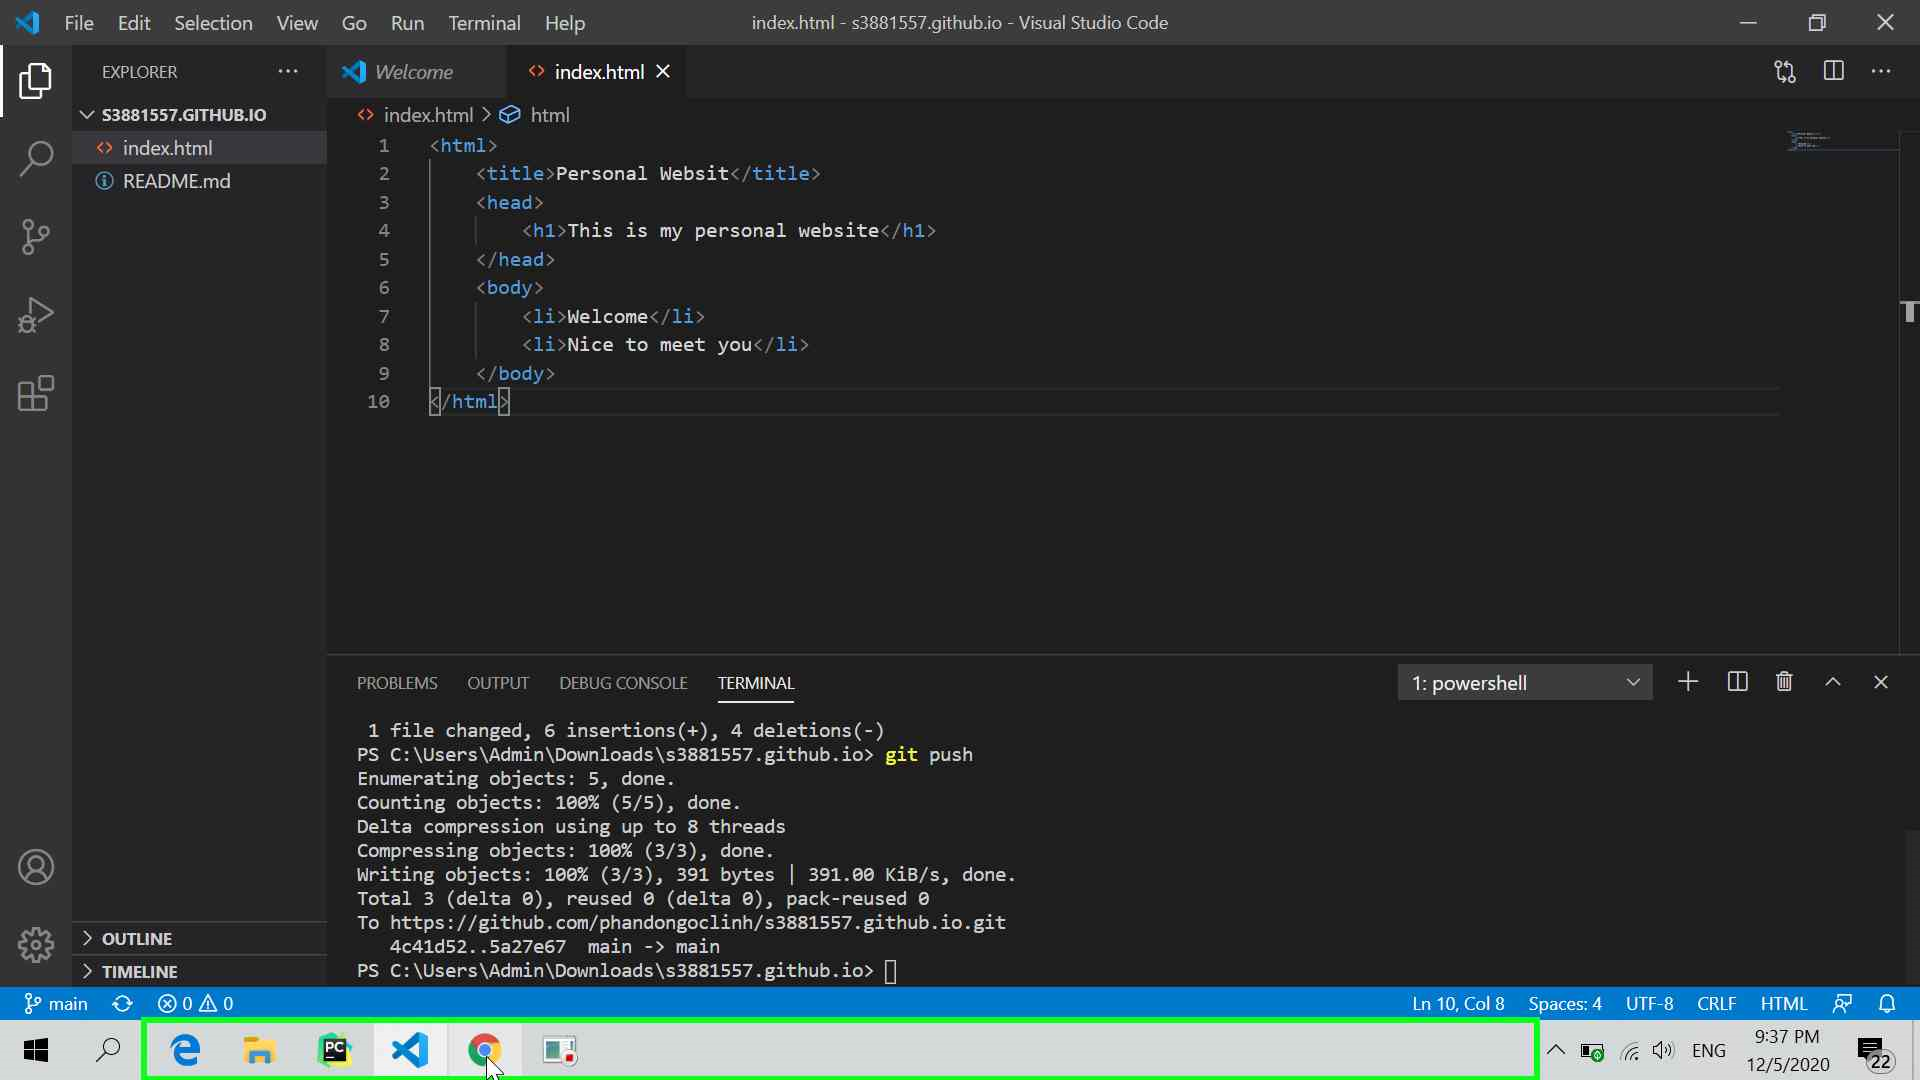 File Edit Selection View Go Run Terminal Help
index.html - s3881557.github.io - Visual Studio Code
EXPLORER
S3881557.GITHUB.IO
index.html
README.md
OUTLINE
TIMELINE
Welcome
index.html
index.html > html
1 <html>
2 <title>Personal Websit</title>
3 <head>
4 <h1>This is my personal website</h1>
5 </head>
6 <body>
7 <li>Welcome</li>
8 <li>Nice to meet you</li>
9 </body>
10 </html>
PROBLEMS OUTPUT DEBUG CONSOLE TERMINAL
1: powershell
1 file changed, 6 insertions(+), 4 deletions(-)
PS C:\Users\Admin\Downloads\s3881557.github.io> git push
Enumerating objects: 5, done.
Counting objects: 100% (5/5), done.
Delta compression using up to 8 threads
Compressing objects: 100% (3/3), done.
Writing objects: 100% (3/3), 391 bytes | 391.00 KiB/s, done.
Total 3 (delta 0), reused 0 (delta 0), pack-reused 0
To https://github.com/phandongoclinh/s3881557.github.io.git
4c41d52..5a27e67 main -> main
PS C:\Users\Admin\Downloads\s3881557.github.io>
main 0 0
Ln 10, Col 8 Spaces: 4 UTF-8 CRLF HTML
PC
ENG
9:37 PM
12/5/2020
22